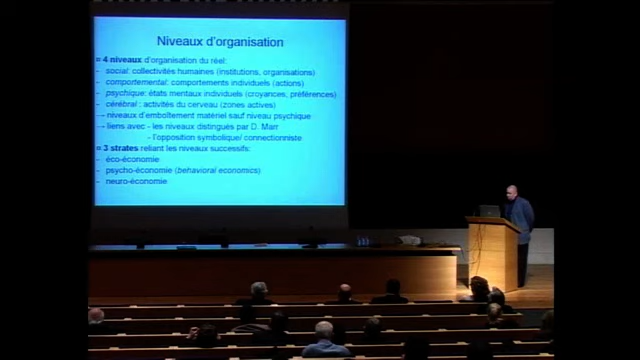 Niveaux d'organisation
¤ 4 niveaux d'organisation du réel:
- social: collectivités humaines (institutions, organisations)
- comportemental: comportements individuels (actions)
- psychique: états mentaux individuels (croyances, préférences)
- cérébral : activités du cerveau (zones actives)
→ niveaux d'emboîtement matériel sauf niveau psychique
→ liens avec - les niveaux distingués par D. Marr
- l'opposition symbolique/ connectionniste
¤ 3 strates reliant les niveaux successifs:
- éco-économie
- psycho-économie (behavioral economics)
- neuro-économie